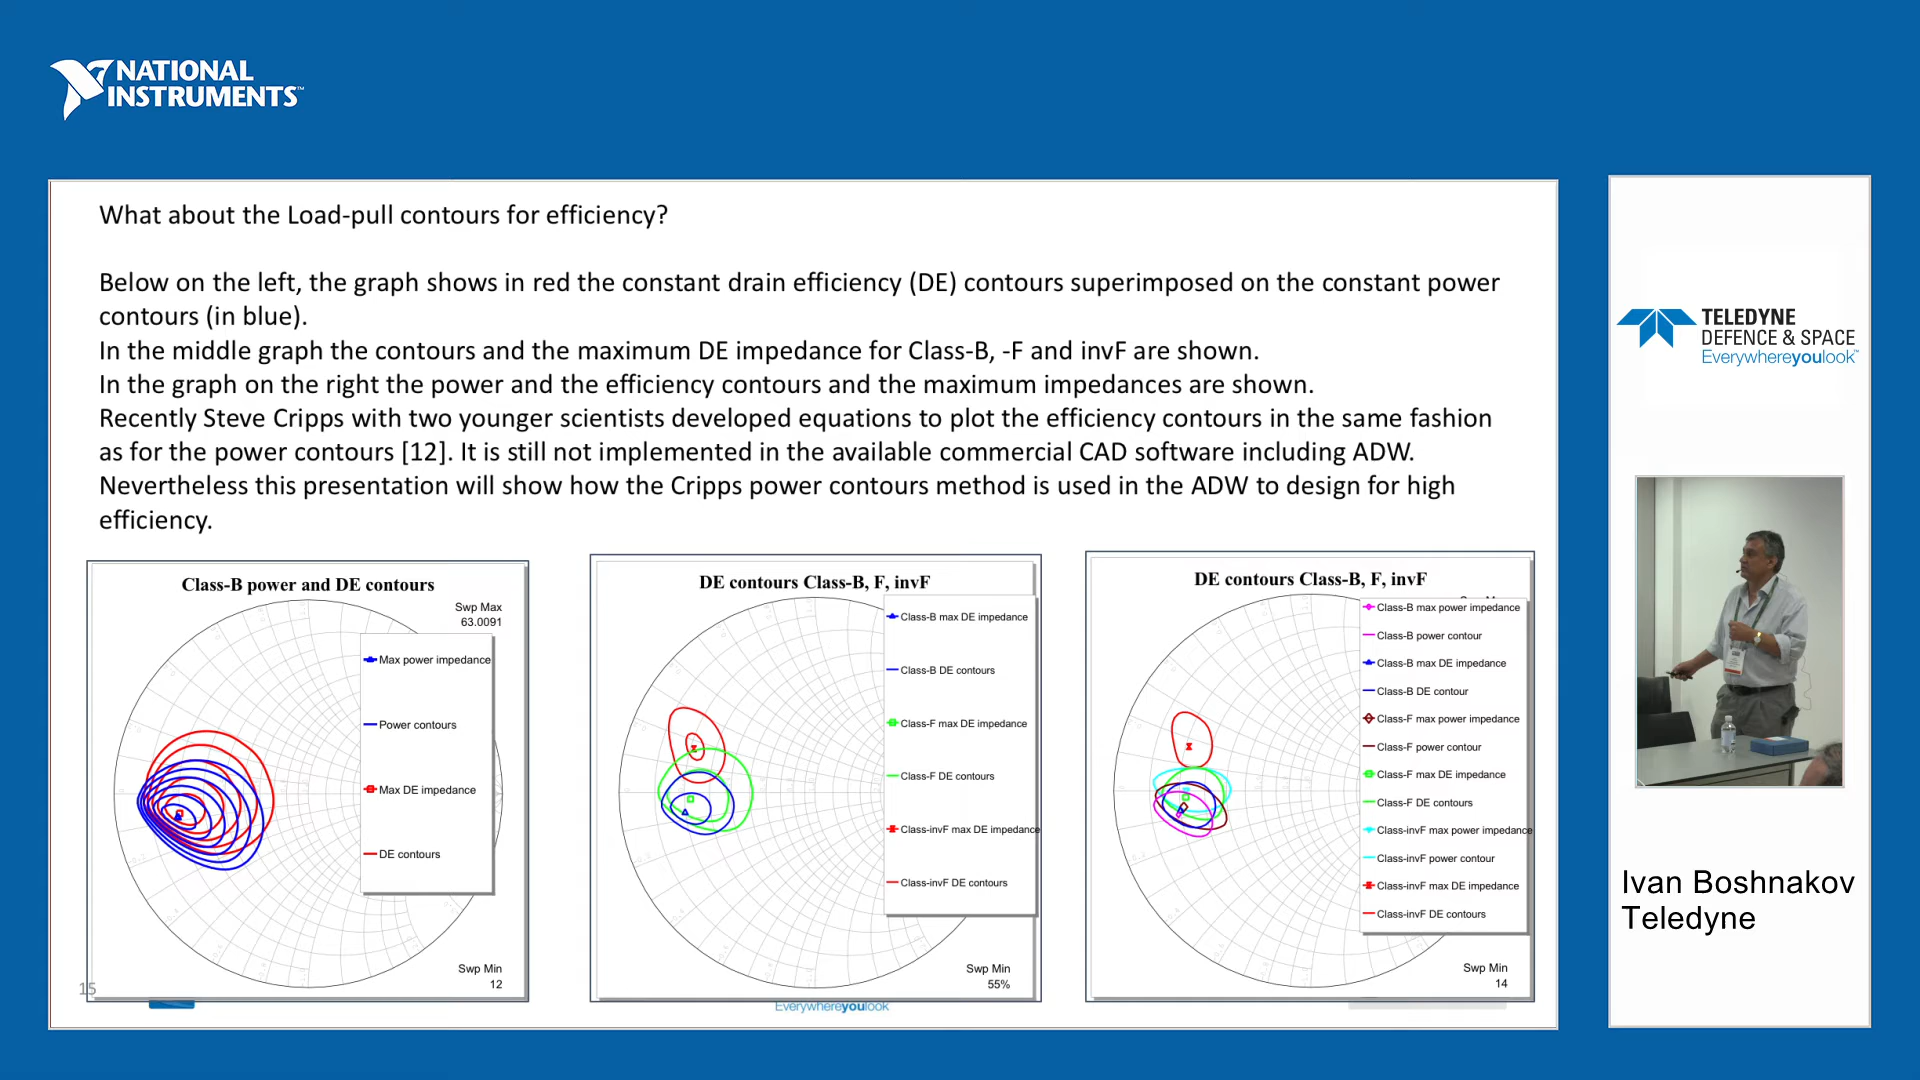 NATIONAL
INSTRUMENTS™
What about the Load-pull contours for efficiency?
Below on the left, the graph shows in red the constant drain efficiency (DE) contours superimposed on the constant power
contours (in blue).
In the middle graph the contours and the maximum DE impedance for Class-B, -F and invF are shown.
In the graph on the right the power and the efficiency contours and the maximum impedances are shown.
Recently Steve Cripps with two younger scientists developed equations to plot the efficiency contours in the same fashion
as for the power contours [12]. It is still not implemented in the available commercial CAD software including ADW.
Nevertheless this presentation will show how the Cripps power contours method is used in the ADW to design for high
efficiency.
Class-B power and DE contours
Swp Max
63.0091
Max power impedance
Power contours
Max DE impedance
DE contours
Swp Min
12
DE contours Class-B, F, invF
Class-B max DE impedance
Class-B DE contours
Class-F max DE impedance
Class-F DE contours
Class-invF max DE impedance
Class-invF DE contours
Swp Min
55%
DE contours Class-B, F, invF
Class-B max power impedance
Class-B power contour
Class-B max DE impedance
Class-B DE contour
Class-F max power impedance
Class-F power contour
Class-F max DE impedance
Class-F DE contours
Class-invF max power impedance
Class-invF power contour
Class-invF max DE impedance
Class-invF DE contours
Swp Min
14
15
Everywhereyoulook
TELEDYNE
DEFENCE & SPACE
Everywhereyoulook™
Ivan Boshnakov
Teledyne